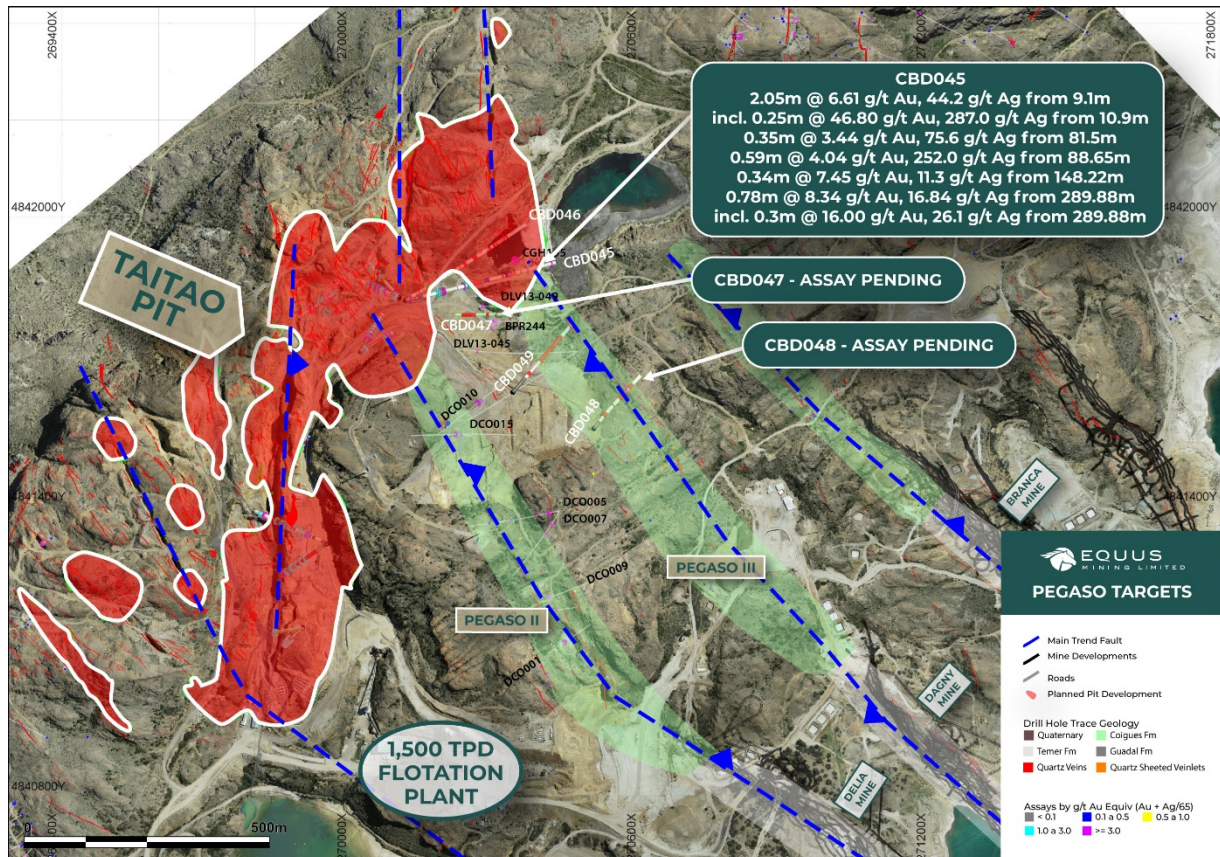 269400X
270000X
270600X
271800X
4842000Y
4842000Y
4841400Y
4841400Y
4840800Y
270000X
270600X
271200X
CBD045
2.05m @ 6.61 g/t Au, 44.2 g/t Ag from 9.1m
incl. 0.25m @ 46.80 g/t Au, 287.0 g/t Ag from 10.9m
0.35m @ 3.44 g/t Au, 75.6 g/t Ag from 81.5m
0.59m @ 4.04 g/t Au, 252.0 g/t Ag from 88.65m
0.34m @ 7.45 g/t Au, 11.3 g/t Ag from 148.22m
0.78m @ 8.34 g/t Au, 16.84 g/t Ag from 289.88m
incl. 0.3m @ 16.00 g/t Au, 26.1 g/t Ag from 289.88m
CBD047 - ASSAY PENDING
CBD048 - ASSAY PENDING
TAITAO
PIT
CBD046
CBD045
DLV13-049
CBD047
BPR244
DLV13-045
CBD049
DCO010
CBD048
DCO015
DCO005
DCO007
DCO009
DCO001
PEGASO II
PEGASO III
BRANCA
MINE
DAGNY
MINE
DELIA
MINE
1,500 TPD
FLOTATION
PLANT
0
500m
EQUUS
MINING LIMITED
PEGASO TARGETS
Main Trend Fault
Mine Developments
Roads
Planned Pit Development
Drill Hole Trace Geology
Quaternary
Coigues Fm
Temer Fm
Guadal Fm
Quartz Veins
Quartz Sheeted Veinlets
Assays by g/t Au Equiv (Au + Ag/65)
< 0.1
0.1 a 0.5
0.5 a 1.0
1.0 a 3.0
>= 3.0